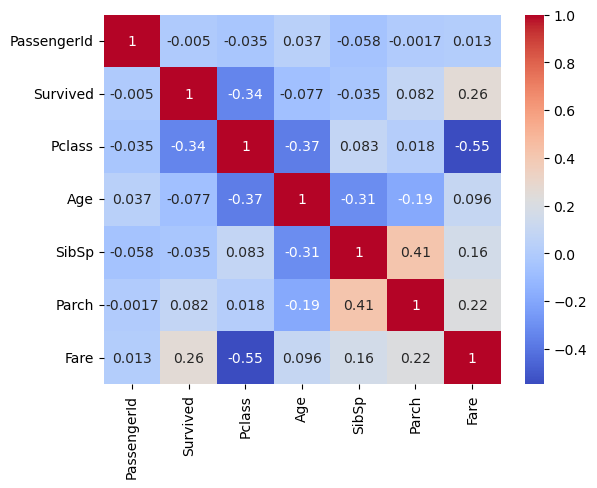 PassengerId 1 -0.005 -0.035 0.037 -0.058 -0.0017 0.013
Survived -0.005 1 -0.34 -0.077 -0.035 0.082 0.26
Pclass -0.035 -0.34 1 -0.37 0.083 0.018 -0.55
Age 0.037 -0.077 -0.37 1 -0.31 -0.19 0.096
SibSp -0.058 -0.035 0.083 -0.31 1 0.41 0.16
Parch -0.0017 0.082 0.018 -0.19 0.41 1 0.22
Fare 0.013 0.26 -0.55 0.096 0.16 0.22 1
PassengerId Survived Pclass Age SibSp Parch Fare
1.0
0.8
0.6
0.4
0.2
0.0
−0.2
−0.4